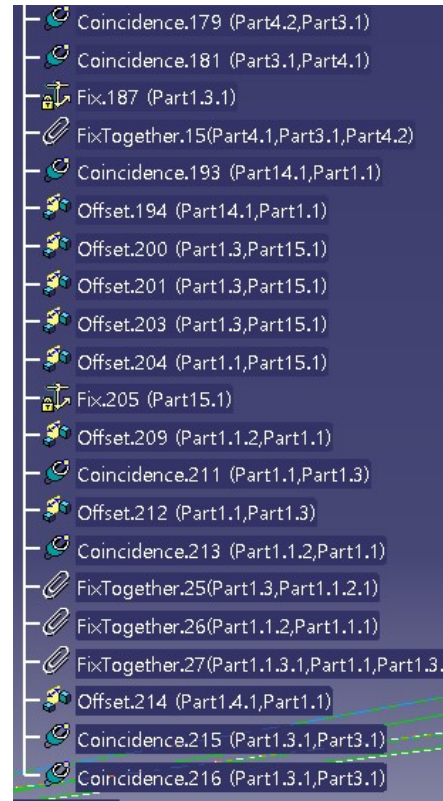 Coincidence.179 (Part4.2,Part3.1)
Coincidence.181 (Part3.1,Part4.1)
Fix.187 (Part1.3.1)
FixTogether.15(Part4.1,Part3.1,Part4.2)
Coincidence.193 (Part14.1,Part1.1)
Offset.194 (Part14.1,Part1.1)
Offset.200 (Part1.3,Part15.1)
Offset.201 (Part1.3,Part15.1)
Offset.203 (Part1.3,Part15.1)
Offset.204 (Part1.1,Part15.1)
Fix.205 (Part15.1)
Offset.209 (Part1.1.2,Part1.1)
Coincidence.211 (Part1.1,Part1.3)
Offset.212 (Part1.1,Part1.3)
Coincidence.213 (Part1.1.2,Part1.1)
FixTogether.25(Part1.3,Part1.1.2.1)
FixTogether.26(Part1.1.2,Part1.1.1)
FixTogether.27(Part1.1.3.1,Part1.1,Part1.3.
Offset.214 (Part1.4.1,Part1.1)
Coincidence.215 (Part1.3.1,Part3.1)
Coincidence.216 (Part1.3.1,Part3.1)